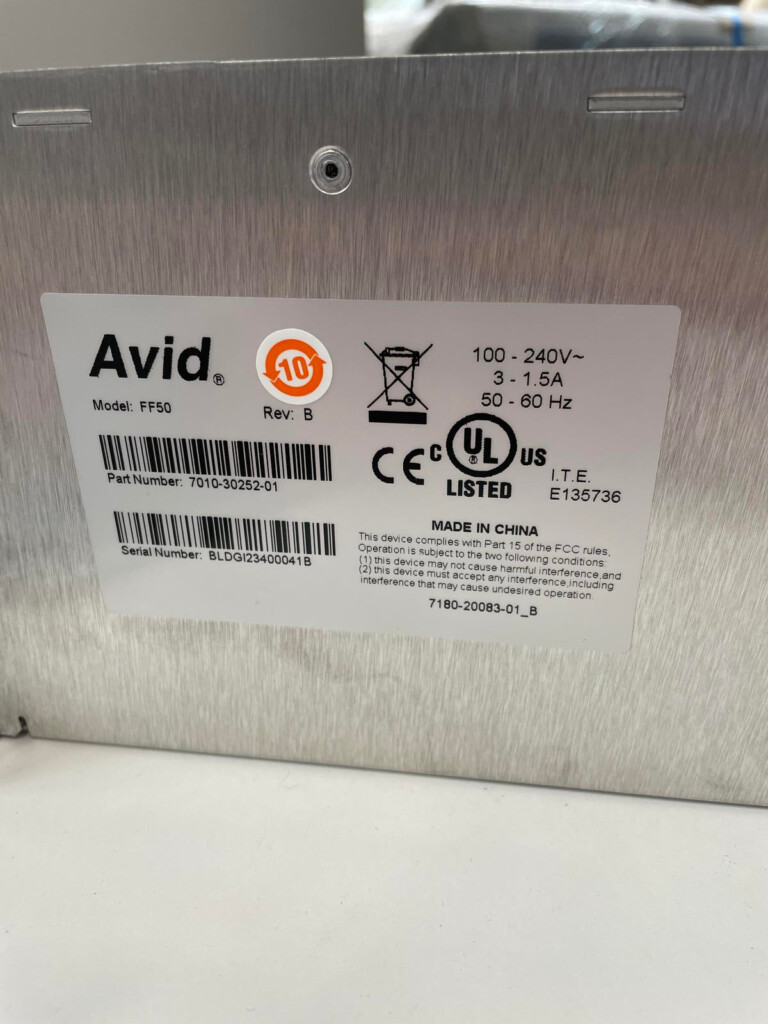 Avid®
10
Model: FF50
Rev: B
Part Number: 7010-30252-01
Serial Number: BLDGI23400041B
100 - 240V~
3 - 1.5A
50 - 60 Hz
CE
C UL® US
LISTED
I.T.E.
E135736
MADE IN CHINA
This device complies with Part 15 of the FCC rules,
Operation is subject to the two following conditions:
(1) this device may not cause harmful interference,and
(2) this device must accept any interference,including
interference that may cause undesired operation.
7180-20083-01_B